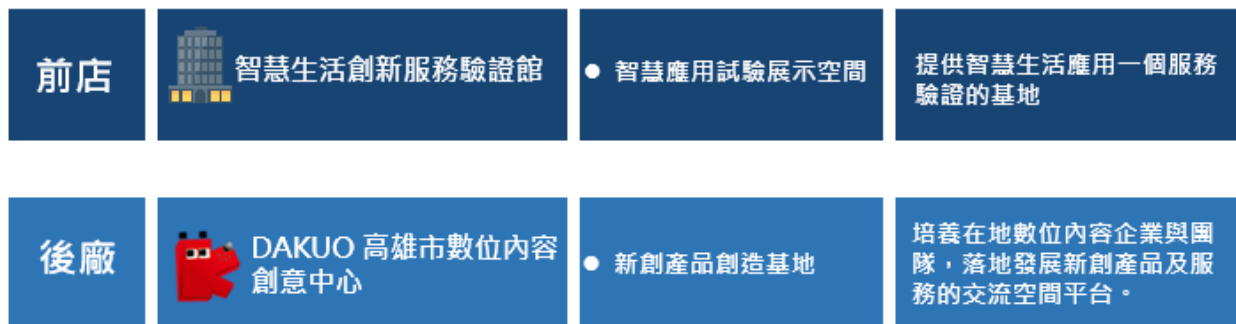 前店
智慧生活創新服務驗證館
● 智慧應用試驗展示空間
提供智慧生活應用一個服務
驗證的基地
後廠
DAKUO 高雄市數位內容
創意中心
● 新創產品創造基地
培養在地數位內容企業與團
隊，落地發展新創產品及服
務的交流空間平台。